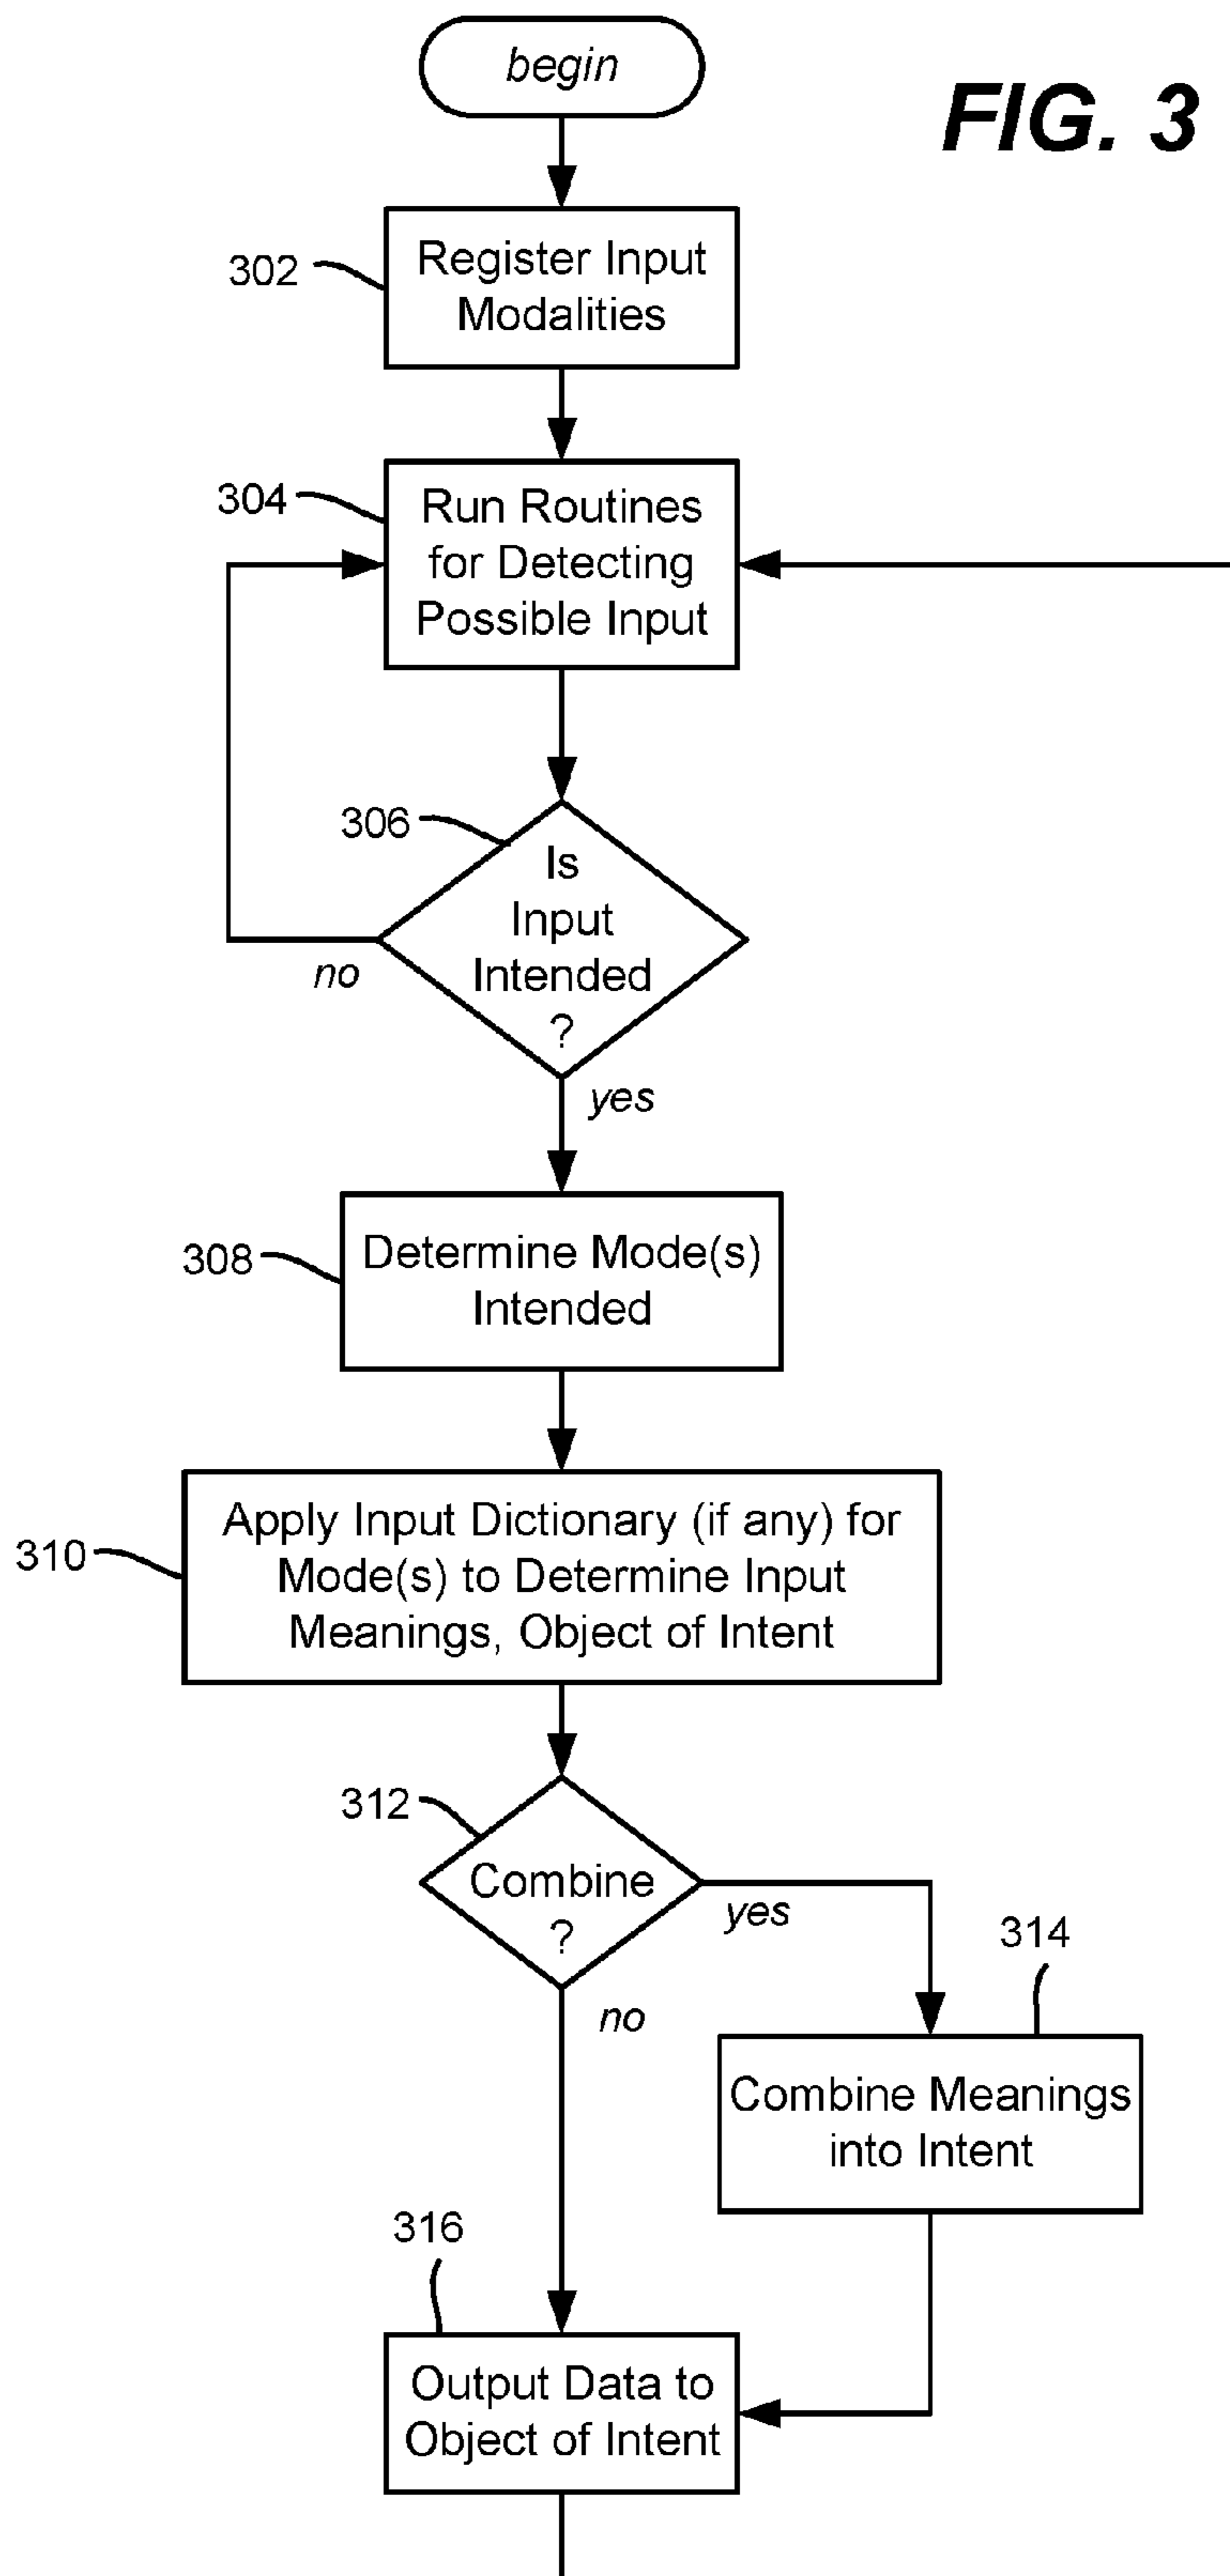 begin
FIG. 3
302
Register Input
Modalities
304
Run Routines
for Detecting
Possible Input
306
Is
Input
Intended
?
no
yes
308
Determine Mode(s)
Intended
310
Apply Input Dictionary (if any) for
Mode(s) to Determine Input
Meanings, Object of Intent
312
Combine
?
yes
no
314
Combine Meanings
into Intent
316
Output Data to
Object of Intent